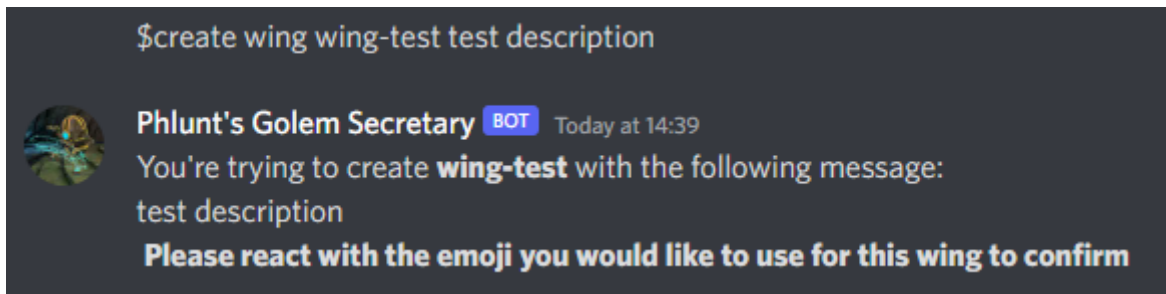 $create wing wing-test test description
Phlunt's Golem Secretary BOT Today at 14:39
You're trying to create wing-test with the following message:
test description
Please react with the emoji you would like to use for this wing to confirm